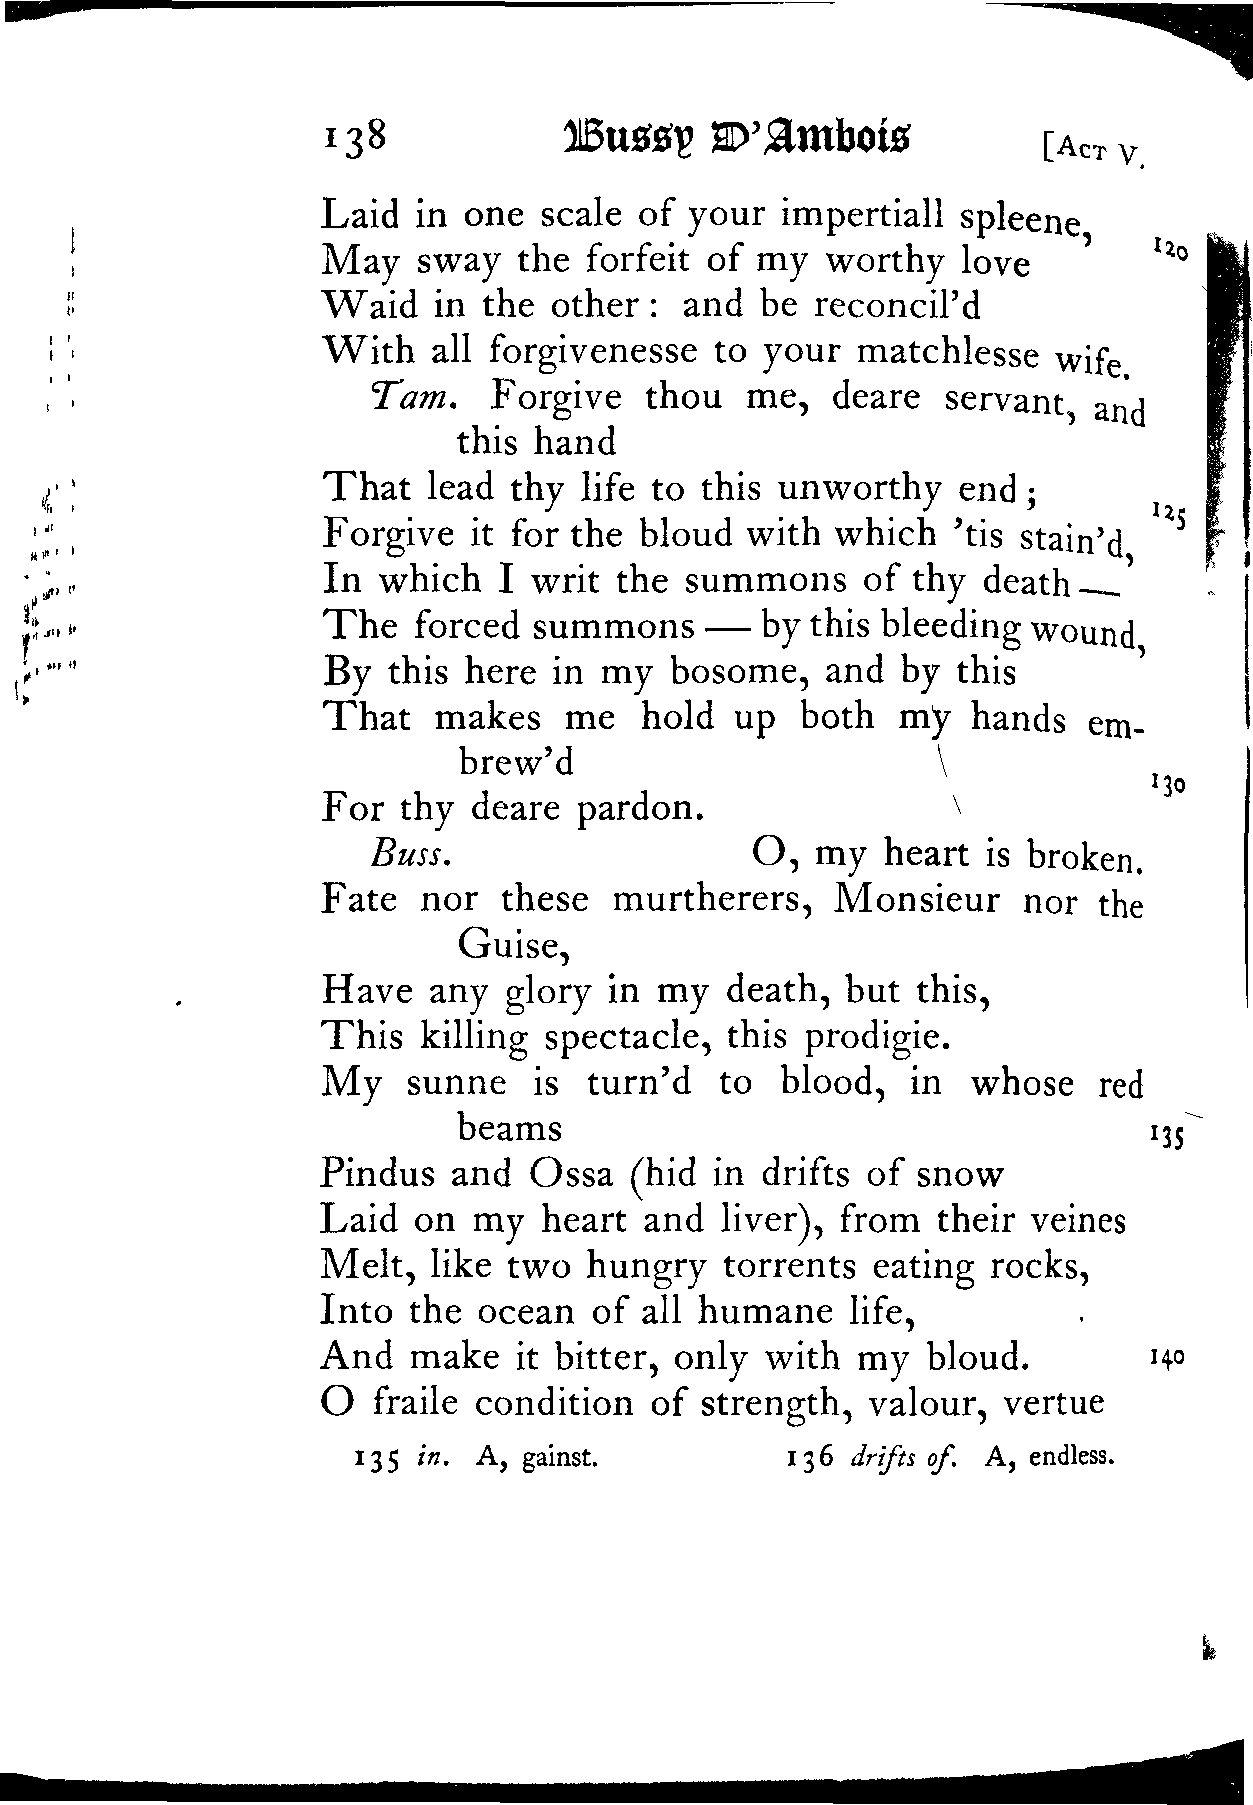 138 Bussy D'Ambois [ACT V.
Laid in one scale of your impertiall spleene,
May sway the forfeit of my worthy love 120
Waid in the other : and be reconcil'd
With all forgivenesse to your matchlesse wife.
Tam. Forgive thou me, deare servant, and
this hand
That lead thy life to this unworthy end ;
Forgive it for the bloud with which 'tis stain'd, 125
In which I writ the summons of thy death —
The forced summons — by this bleeding wound,
By this here in my bosome, and by this
That makes me hold up both my hands em-
brew'd
For thy deare pardon. 130
Buss. O, my heart is broken.
Fate nor these murtherers, Monsieur nor the
Guise,
Have any glory in my death, but this,
This killing spectacle, this prodigie.
My sunne is turn'd to blood, in whose red
beams 135
Pindus and Ossa (hid in drifts of snow
Laid on my heart and liver), from their veines
Melt, like two hungry torrents eating rocks,
Into the ocean of all humane life,
And make it bitter, only with my bloud. 140
O fraile condition of strength, valour, vertue
135 in. A, gainst. 136 drifts of. A, endless.